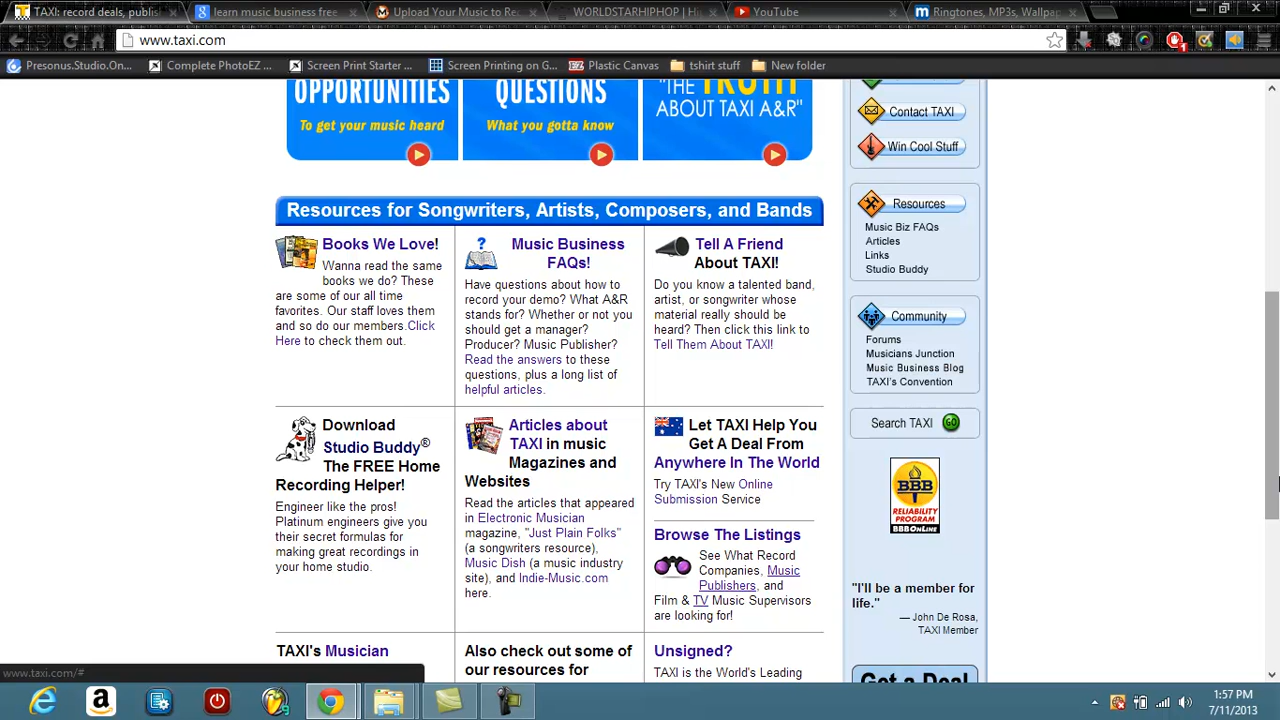 TAXI: record deals, publis
learn music business free
Upload Your Music to Re
WORLDSTARHIPHOP | H
YouTube
Ringtones, MP3s, Wallpap
www.taxi.com
Presonus.Studio.On...
Complete PhotoEZ ...
Screen Print Starter ...
Screen Printing on G...
Plastic Canvas
tshirt stuff
New folder
OPPORTUNITIES
To get your music heard
QUESTIONS
What you gotta know
"THE TRUTH
ABOUT TAXI A&R"
Contact TAXI
Win Cool Stuff
Resources
Music Biz FAQs
Articles
Links
Studio Buddy
Community
Forums
Musicians Junction
Music Business Blog
TAXI's Convention
Search TAXI GO
BBB
RELIABILITY
PROGRAM
BBBONLINE
"I'll be a member for
life."
— John De Rosa,
TAXI Member
Get a Deal
Resources for Songwriters, Artists, Composers, and Bands
Books We Love!
Wanna read the same
books we do? These
are some of our all time
favorites. Our staff loves them
and so do our members.Click
Here to check them out.
Music Business
FAQs!
Have questions about how to
record your demo? What A&R
stands for? Whether or not you
should get a manager?
Producer? Music Publisher?
Read the answers to these
questions, plus a long list of
helpful articles.
Tell A Friend
About TAXI!
Do you know a talented band,
artist, or songwriter whose
material really should be
heard? Then click this link to
Tell Them About TAXI!
Download
Studio Buddy®
The FREE Home
Recording Helper!
Engineer like the pros!
Platinum engineers give you
their secret formulas for
making great recordings in
your home studio.
Articles about
TAXI in music
Magazines and
Websites
Read the articles that appeared
in Electronic Musician
magazine, "Just Plain Folks"
(a songwriters resource),
Music Dish (a music industry
site), and Indie-Music.com
here.
Let TAXI Help You
Get A Deal From
Anywhere In The World
Try TAXI's New Online
Submission Service
Browse The Listings
See What Record
Companies, Music
Publishers, and
Film & TV Music Supervisors
are looking for!
TAXI's Musician
Also check out some of
our resources for
Unsigned?
TAXI is the World's Leading
www.taxi.com/#
1:57 PM
7/11/2013